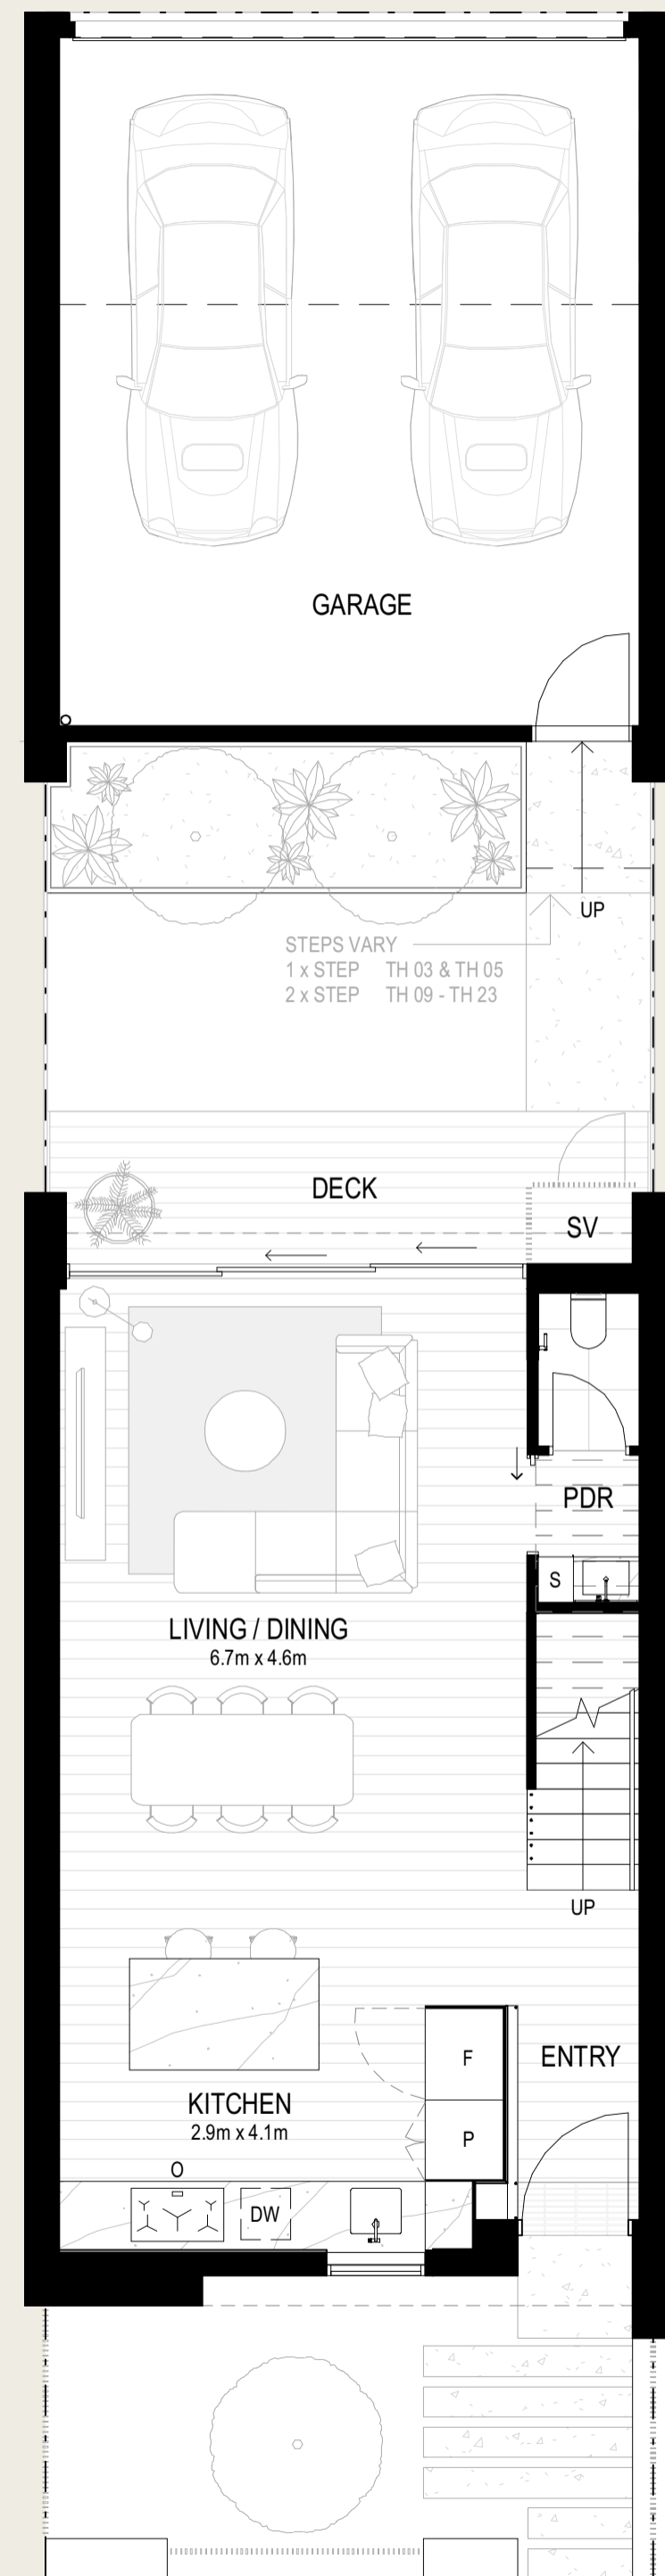 GARAGE
UP
STEPS VARY
1 x STEP TH 03 & TH 05
2 x STEP TH 09 - TH 23
DECK
SV
PDR
S
LIVING / DINING
6.7m x 4.6m
UP
F
ENTRY
KITCHEN
2.9m x 4.1m
P
O
DW